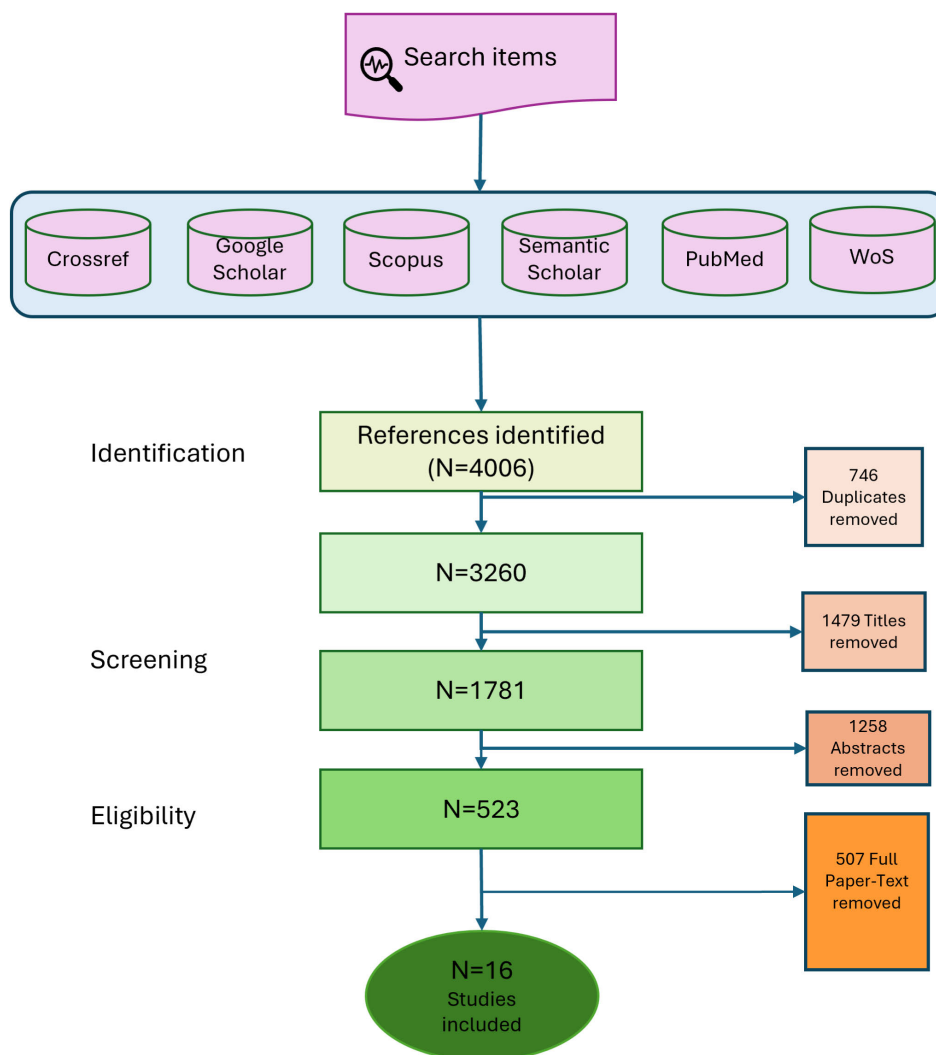 Search items
Crossref
Google
Scholar
Scopus
Semantic
Scholar
PubMed
WoS
Identification
References identified
(N=4006)
746
Duplicates
removed
N=3260
1479 Titles
removed
Screening
N=1781
1258
Abstracts
removed
Eligibility
N=523
507 Full
Paper-Text
removed
N=16
Studies
included